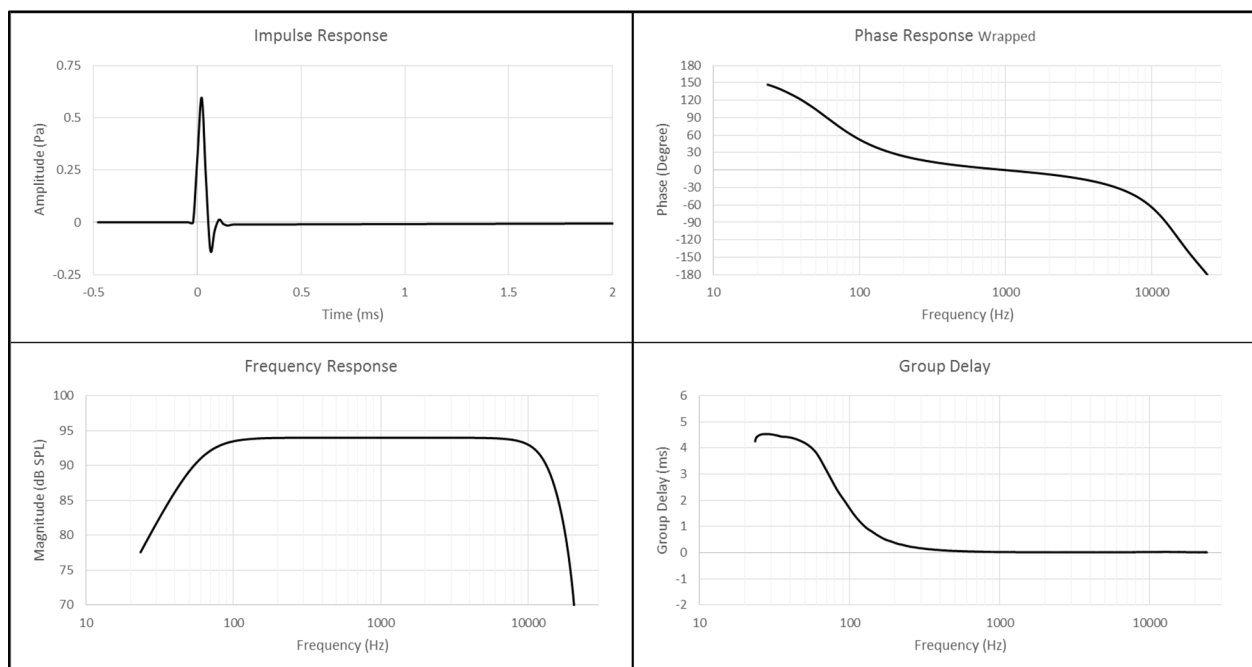 Impulse Response
Amplitude (Pa)
0.75
0.5
0.25
0
-0.25
-0.5 0 0.5 1 1.5 2
Time (ms)
Phase Response Wrapped
Phase (Degree)
180
150
120
90
60
30
0
-30
-60
-90
-120
-150
-180
10 100 1000 10000
Frequency (Hz)
Frequency Response
Magnitude (dB SPL)
100
95
90
85
80
75
70
10 100 1000 10000
Frequency (Hz)
Group Delay
Group Delay (ms)
6
5
4
3
2
1
0
-1
-2
10 100 1000 10000
Frequency (Hz)